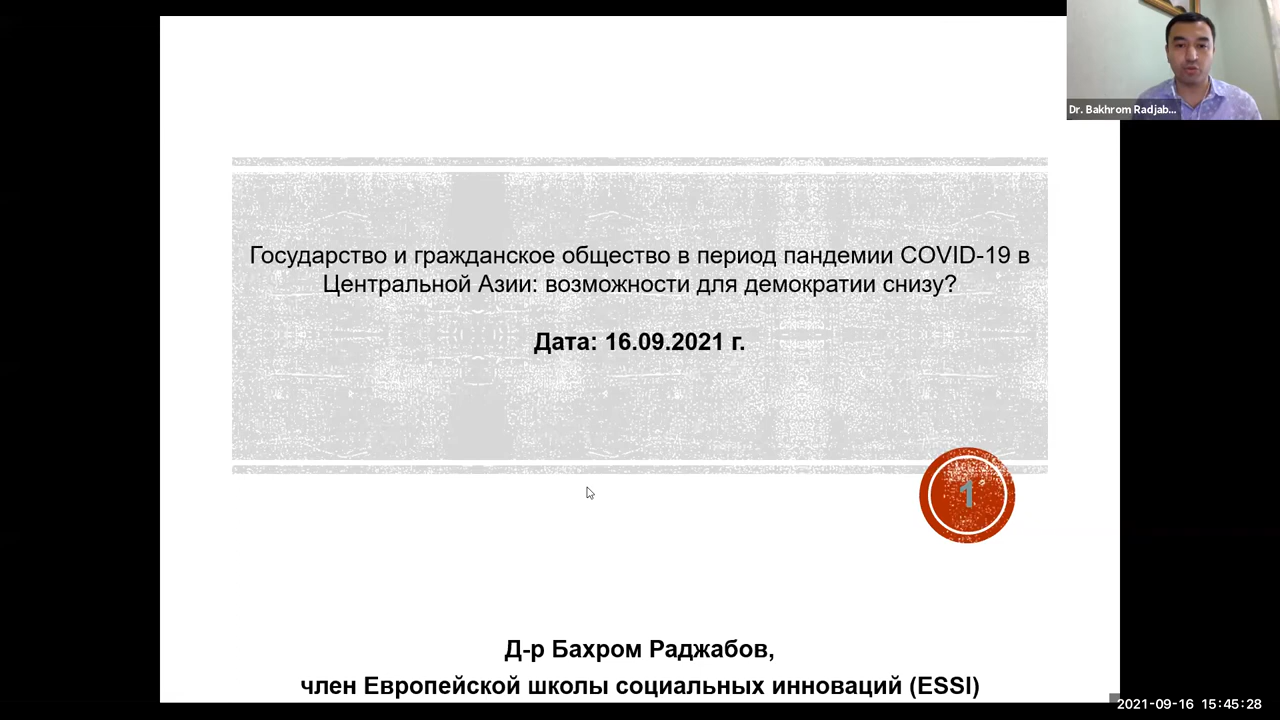 Dr. Bakhrom Radjab...
Государство и гражданское общество в период пандемии COVID-19 в
Центральной Азии: возможности для демократии снизу?
Дата: 16.09.2021 г.
1
Д-р Бахром Раджабов,
член Европейской школы социальных инноваций (ESSI)
2021-09-16 15:45:28